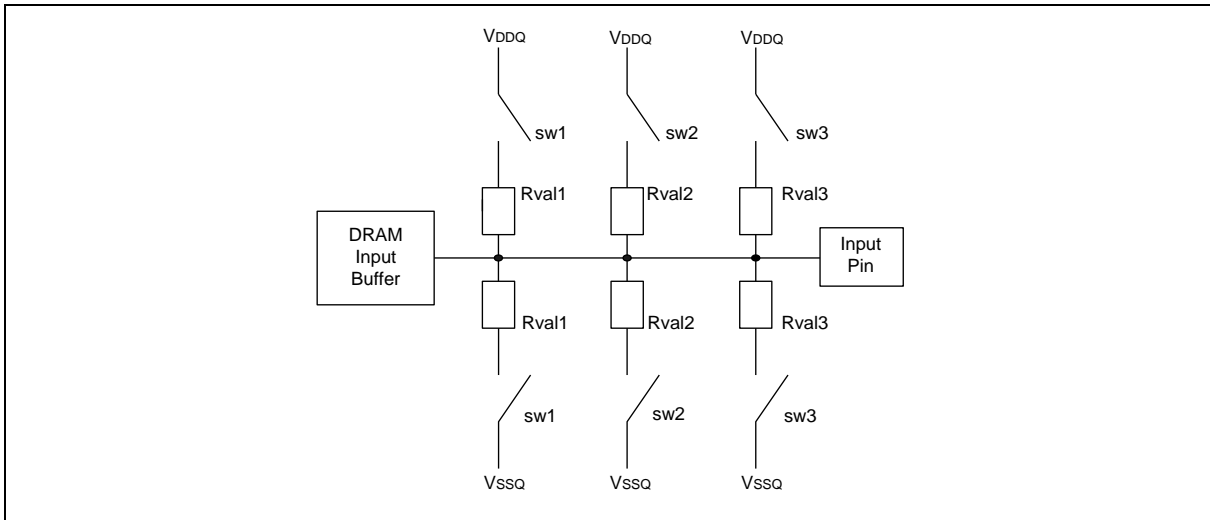 VDDQ VDDQ VDDQ
sw1 sw2 sw3
Rval1 Rval2 Rval3
DRAM
Input
Buffer
Input
Pin
Rval1 Rval2 Rval3
sw1 sw2 sw3
VSSQ VSSQ VSSQ